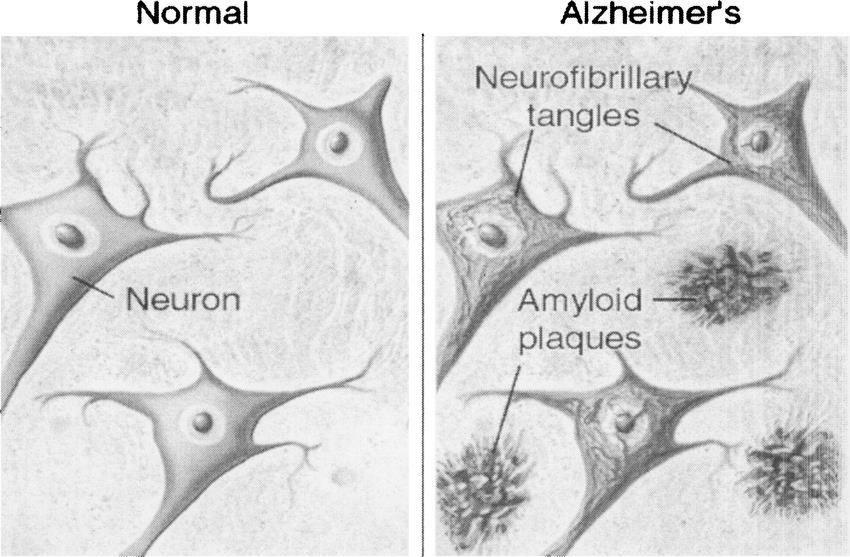 Normal
Alzheimer's
Neurofibrillary
tangles
Neuron
Amyloid
plaques